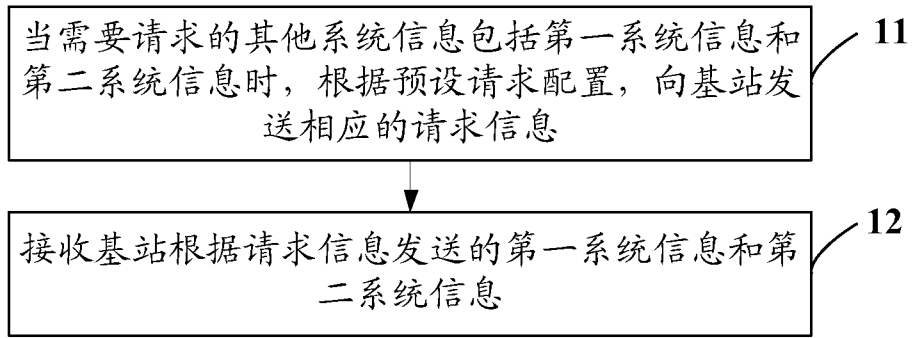 当需要请求的其他系统信息包括第一系统信息和
第二系统信息时，根据预设请求配置，向基站发
送相应的请求信息
11
接收基站根据请求信息发送的第一系统信息和第
二系统信息
12